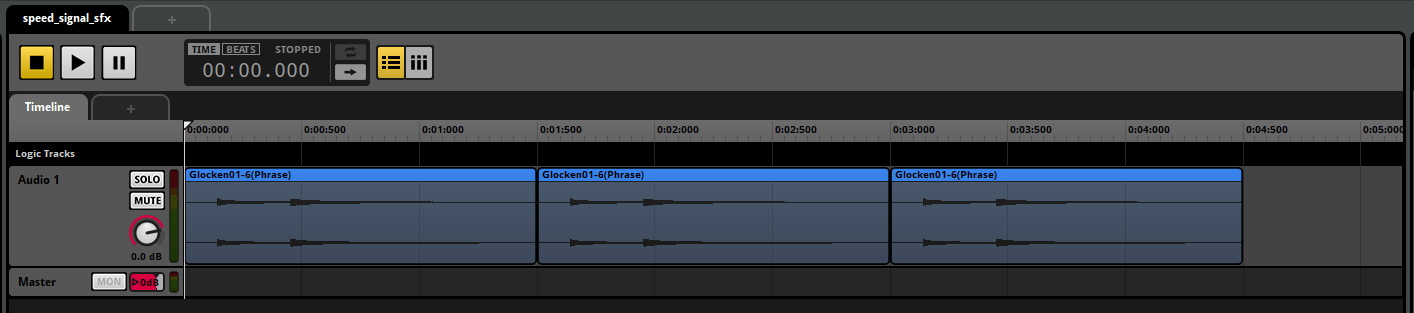 speed_signal_sfx +
TIME BEATS STOPPED
00:00.000
Timeline +
0:00:000 0:00:500 0:01:000 0:01:500 0:02:000 0:02:500 0:03:000 0:03:500 0:04:000 0:04:500 0:05:000
Logic Tracks
Audio 1 SOLO Glocken01-6(Phrase) Glocken01-6(Phrase) Glocken01-6(Phrase)
MUTE
0.0 dB
Master MON 0dB